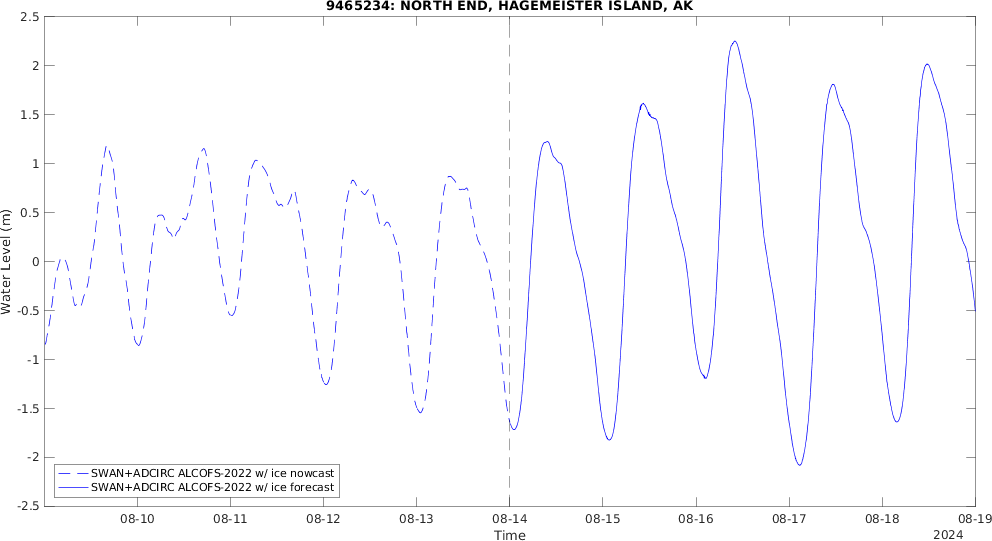 9465234: NORTH END, HAGEMEISTER ISLAND, AK
2.5
2
1.5
1
0.5
0
-0.5
-1
-1.5
-2
-2.5
Water Level (m)
SWAN+ADCIRC ALCOFS-2022 w/ ice nowcast
SWAN+ADCIRC ALCOFS-2022 w/ ice forecast
08-10 08-11 08-12 08-13 08-14 08-15 08-16 08-17 08-18 08-19
Time
2024